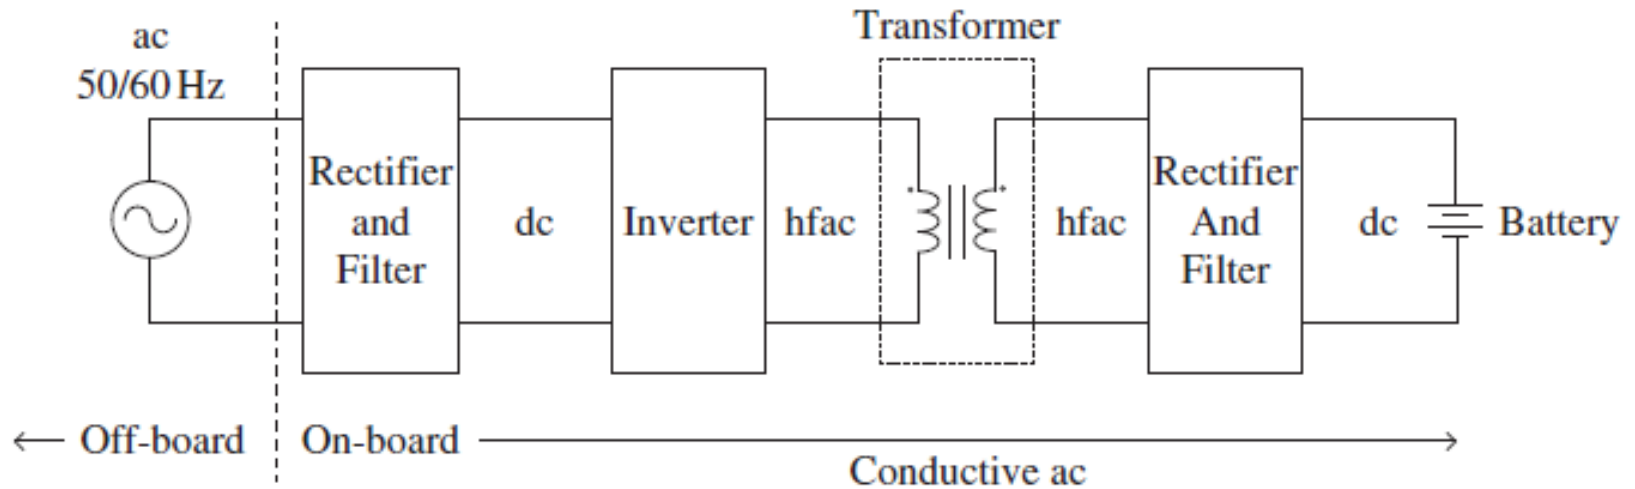 Transformer
ac
50/60 Hz
Rectifier
and
Filter
dc
Inverter
hfac
hfac
Rectifier
And
Filter
dc
Battery
Off-board
On-board
Conductive ac